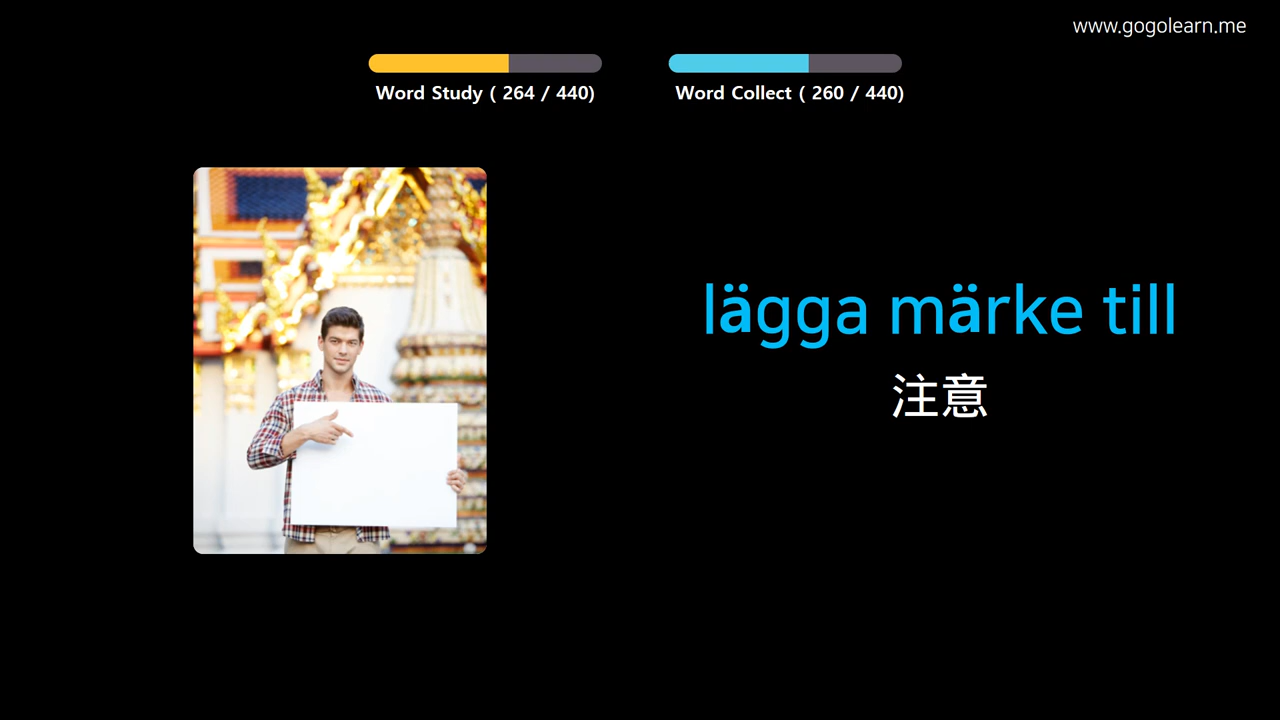 www.gogolearn.me
Word Study ( 264 / 440)
Word Collect ( 260 / 440)
lägga märke till
注意